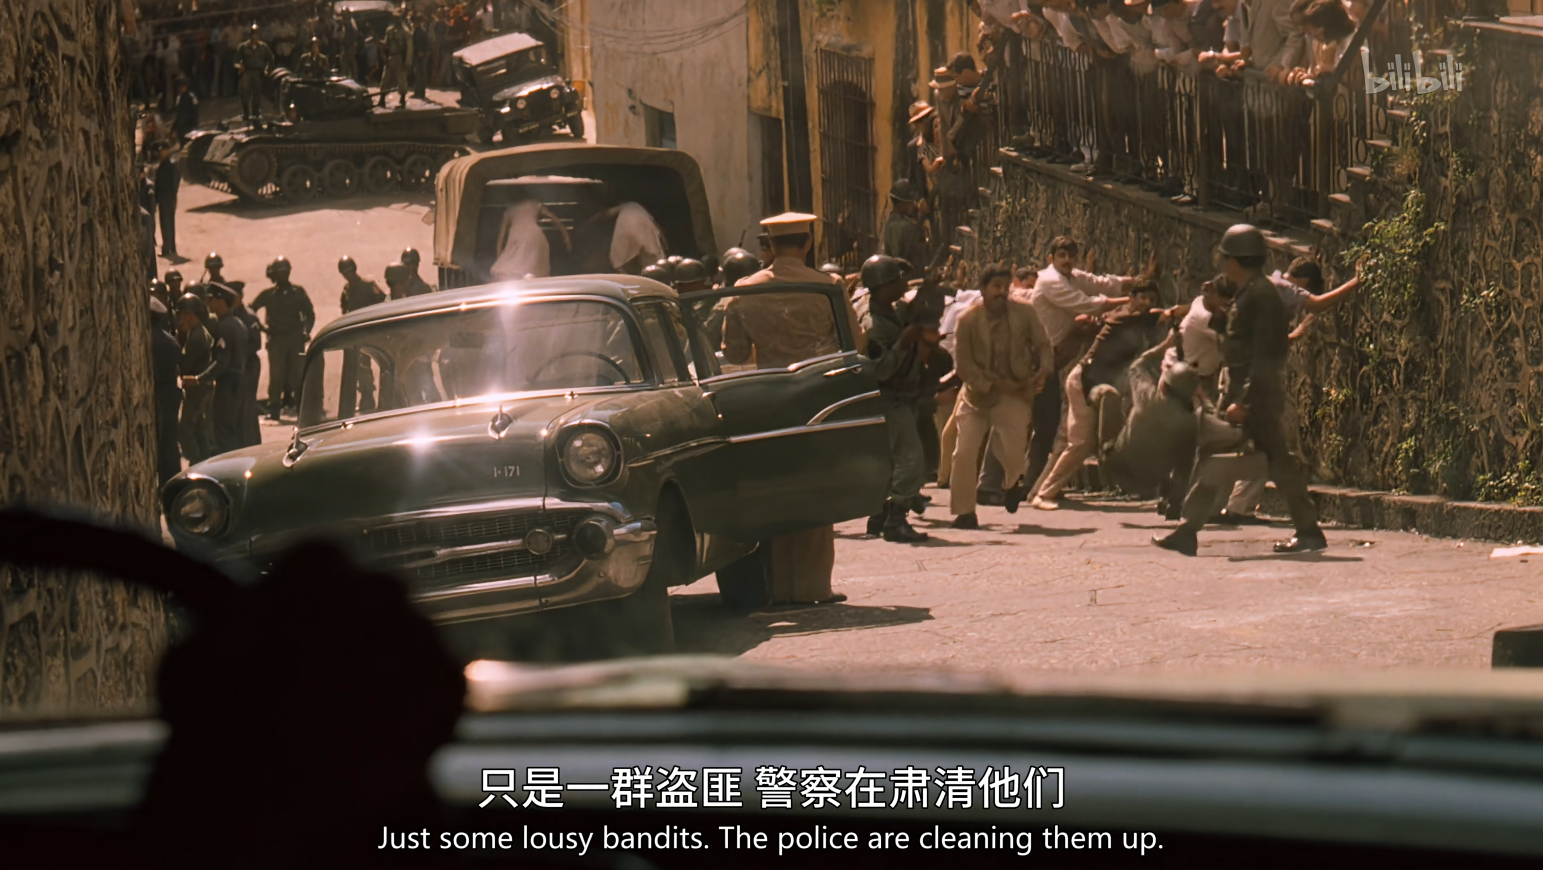 bilibili
1·171
只是一群盗匪 警察在肃清他们
Just some lousy bandits. The police are cleaning them up.